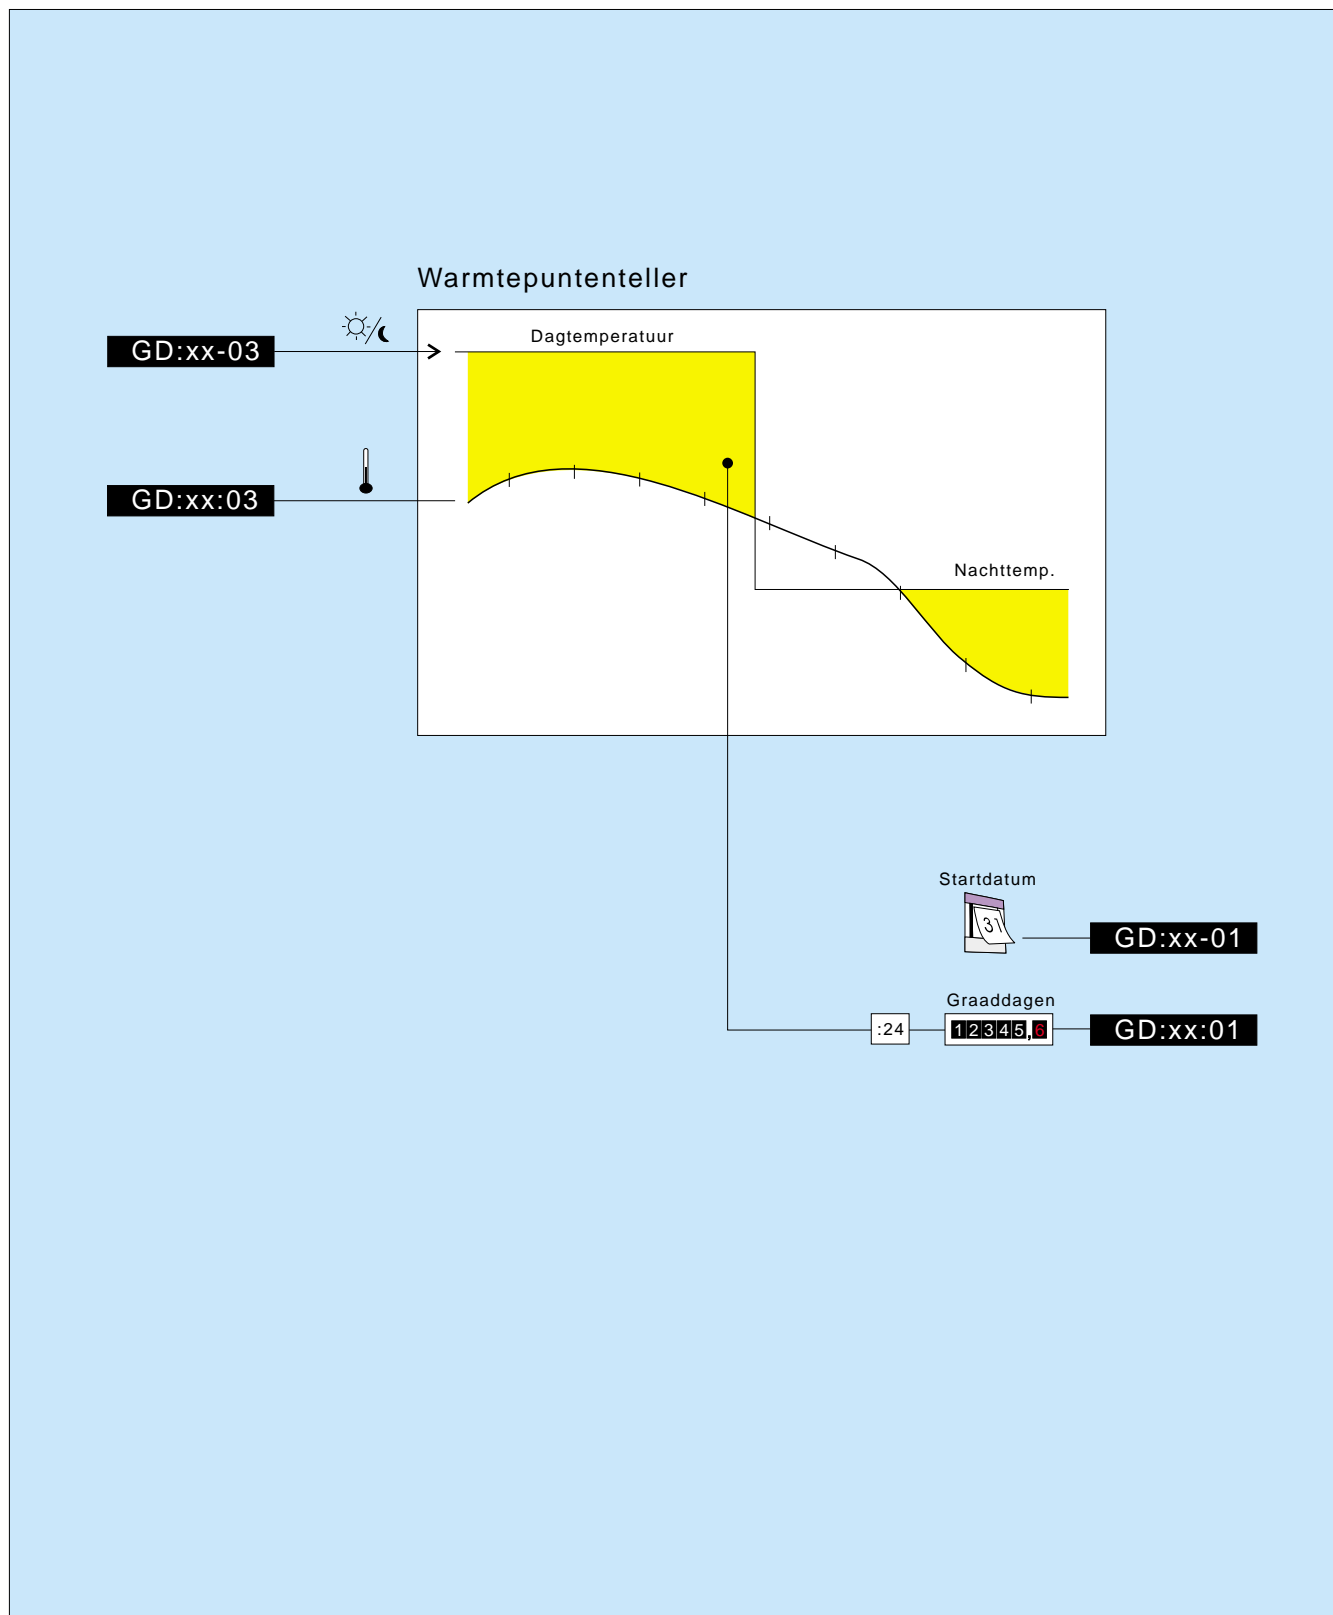 Warmtepuntenteller
Dagtemperatuur
GD:xx-03
GD:xx:03
Nachttemp.
Startdatum
31
GD:xx-01
Graaddagen
:24
12345,6
GD:xx:01